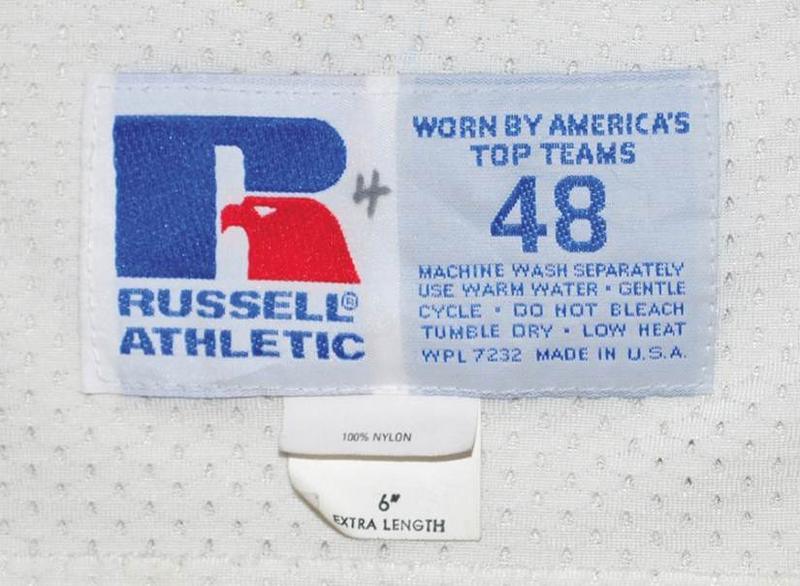 RUSSELL®
ATHLETIC
4
WORN BY AMERICA'S
TOP TEAMS
48
MACHINE WASH SEPARATELY
USE WARM WATER • GENTLE
CYCLE • DO NOT BLEACH
TUMBLE DRY • LOW HEAT
WPL 7232 MADE IN U.S.A.
100% NYLON
6"
EXTRA LENGTH